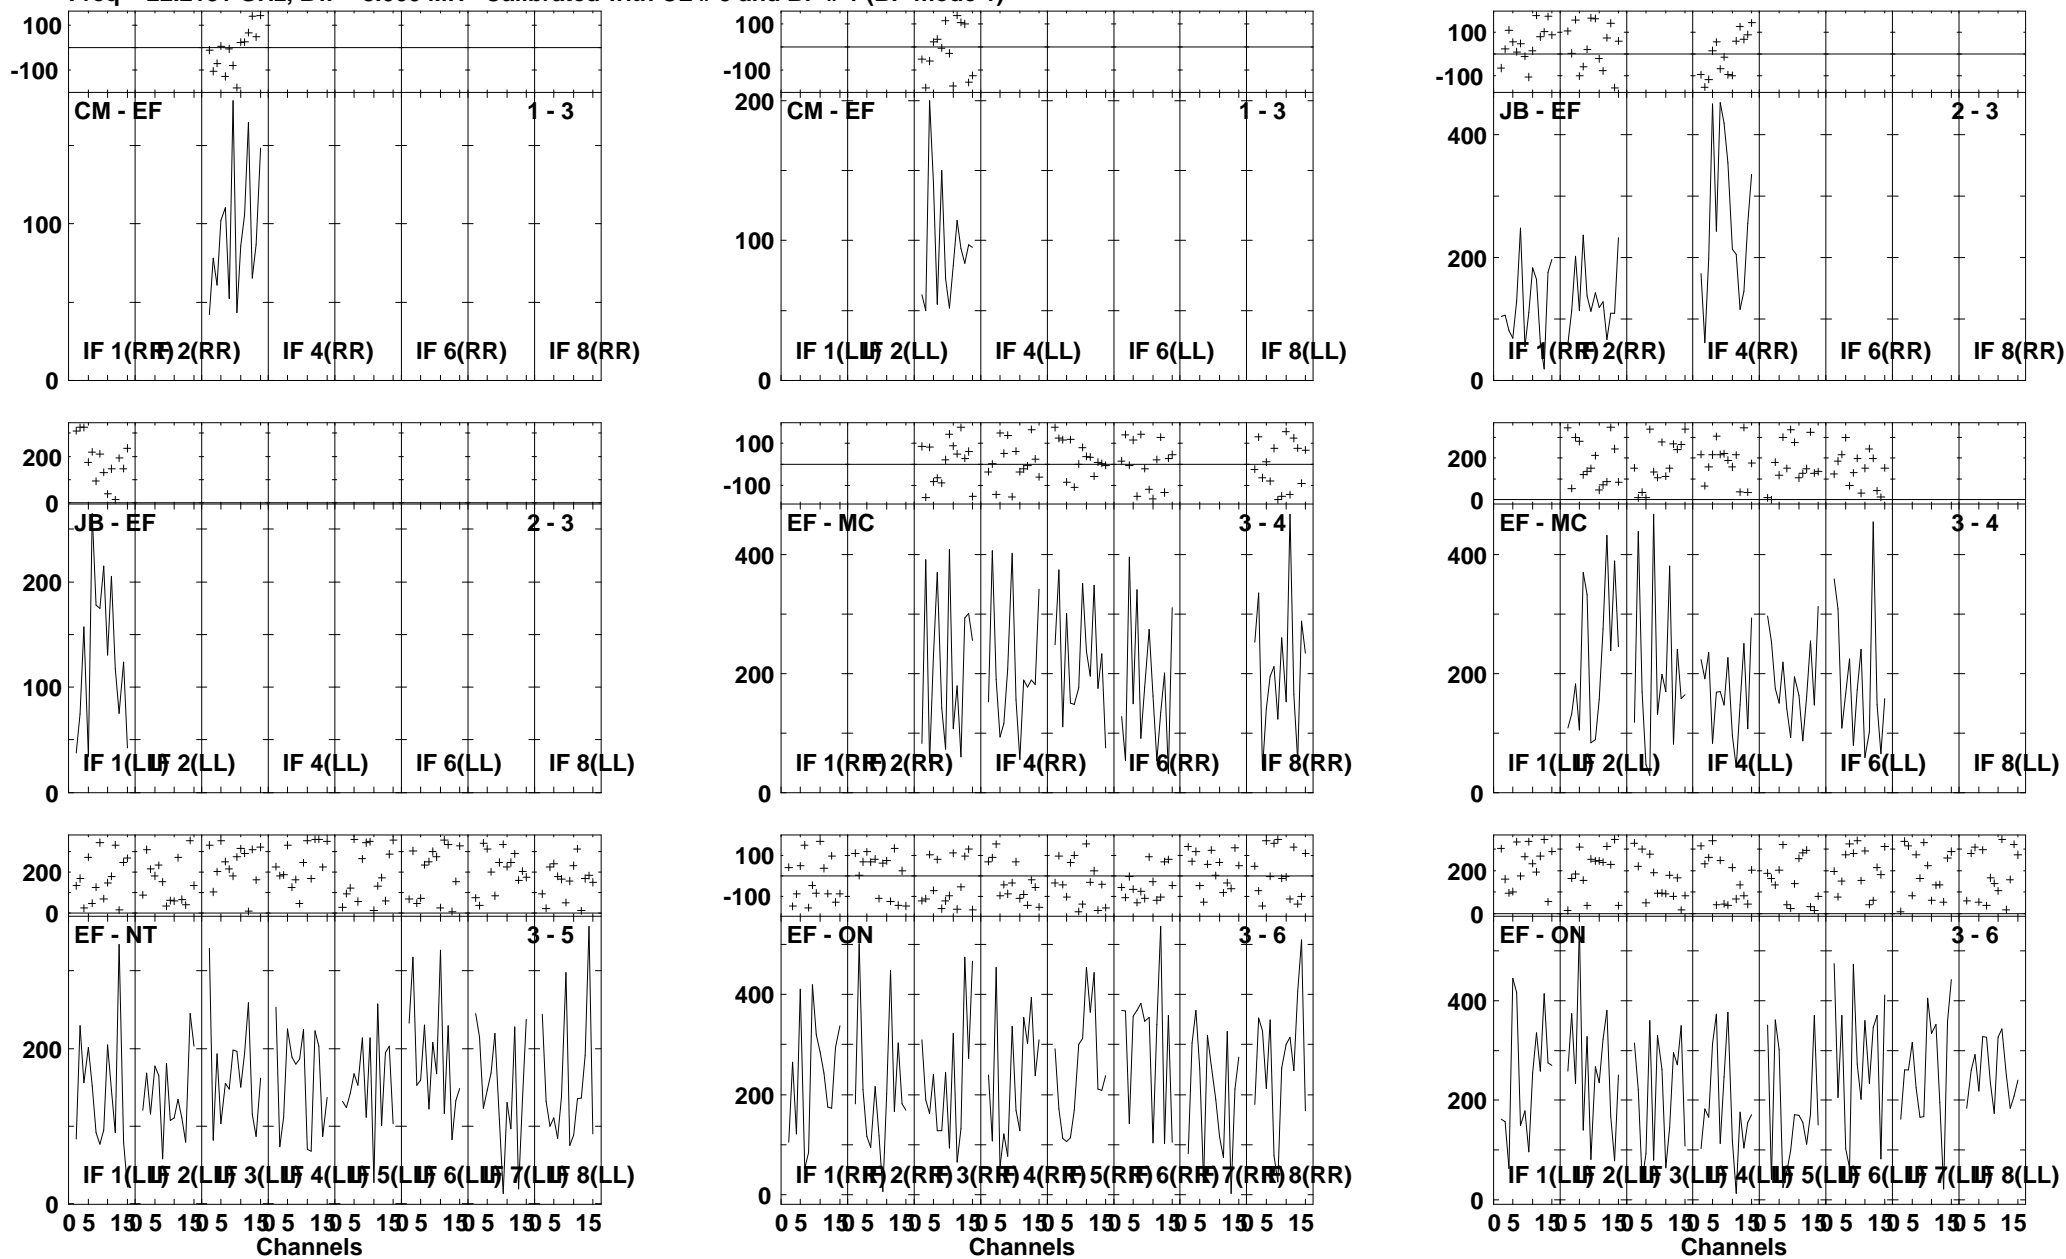 100 100 100
-100 -100 -100
CM - EF 1 - 3 CM - EF 1 - 3 JB - EF 2 - 3
200
400
100 100 200
IF 1(RR) IF 2(RR) IF 4(RR) IF 6(RR) IF 8(RR) IF 1(LL) IF 2(LL) IF 4(LL) IF 6(LL) IF 8(LL) IF 1(RR) IF 2(RR) IF 4(RR) IF 6(RR) IF 8(RR)
0 0 0
200 100 200
0 -100 0
JB - EF 2 - 3 EF - MC 3 - 4 EF - MC 3 - 4
200 400 400
100 200 200
IF 1(LL) IF 2(LL) IF 4(LL) IF 6(LL) IF 8(LL) IF 1(RR) IF 2(RR) IF 4(RR) IF 6(RR) IF 8(RR) IF 1(LL) IF 2(LL) IF 4(LL) IF 6(LL) IF 8(LL)
0 0 0
200 100 200
0 -100 0
EF - NT 3 - 5 EF - ON 3 - 6 EF - ON 3 - 6
200 400 400
200 200
IF 1(LL) IF 2(LL) IF 3(LL) IF 4(LL) IF 5(LL) IF 6(LL) IF 7(LL) IF 8(LL) IF 1(RR) IF 2(RR) IF 3(RR) IF 4(RR) IF 5(RR) IF 6(RR) IF 7(RR) IF 8(RR) IF 1(LL) IF 2(LL) IF 3(LL) IF 4(LL) IF 5(LL) IF 6(LL) IF 7(LL) IF 8(LL)
0 0 0
0 5 15 0 5 15 0 5 15 0 5 15 0 5 15 0 5 15 0 5 15 0 5 15 0 5 15 0 5 15 0 5 15 0 5 15 0 5 15 0 5 15 0 5 15 0 5 15 0 5 15 0 5 15 0 5 15 0 5 15 0 5 15 0 5 15 0 5 15 0 5 15
Channels Channels